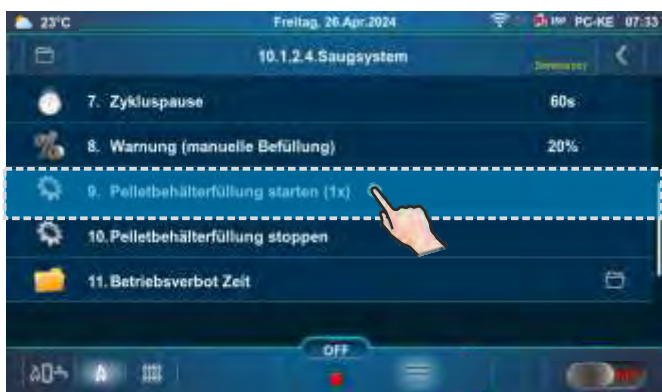 23°C Freitag, 26.Apr.2024 PC-KE 07:33
10.1.2.4.Saugsystem
7. Zykluspause 60s
8. Warnung (manuelle Befüllung) 20%
9. Pelletbehälterfüllung starten (1x)
10. Pelletbehälterfüllung stoppen
11. Betriebsverbot Zeit
OFF